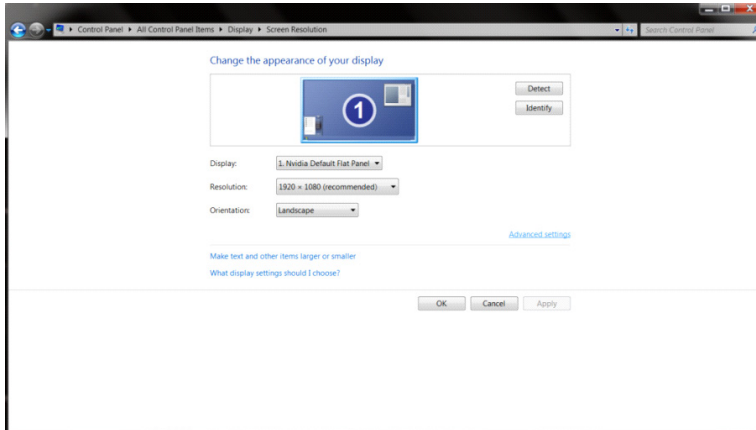 Control Panel ▸ All Control Panel Items ▸ Display ▸ Screen Resolution
Search Control Panel
Change the appearance of your display
1
Detect
Identify
Display: 1. Nvidia Default Flat Panel
Resolution: 1920 × 1080 (recommended)
Orientation: Landscape
Advanced settings
Make text and other items larger or smaller
What display settings should I choose?
OK Cancel Apply